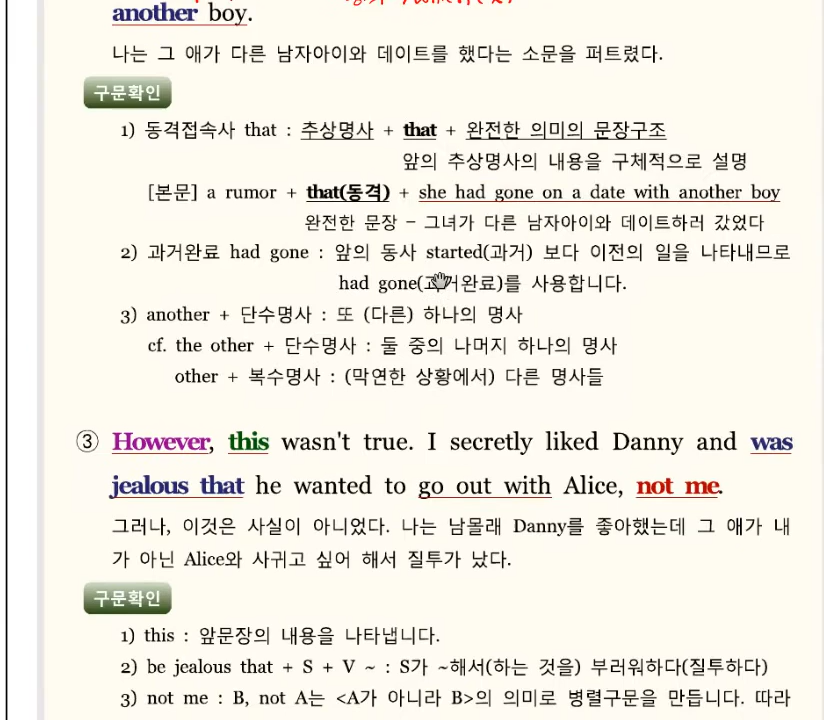 another boy.
나는 그 애가 다른 남자아이와 데이트를 했다는 소문을 퍼트렸다.
구문확인
1) 동격접속사 that : 추상명사 + that + 완전한 의미의 문장구조
앞의 추상명사의 내용을 구체적으로 설명
[본문] a rumor + that(동격) + she had gone on a date with another boy
완전한 문장 – 그녀가 다른 남자아이와 데이트하러 갔었다
2) 과거완료 had gone : 앞의 동사 started(과거) 보다 이전의 일을 나타내므로
had gone(과거완료)를 사용합니다.
3) another + 단수명사 : 또 (다른) 하나의 명사
cf. the other + 단수명사 : 둘 중의 나머지 하나의 명사
other + 복수명사 : (막연한 상황에서) 다른 명사들
③ However, this wasn't true. I secretly liked Danny and was
jealous that he wanted to go out with Alice, not me.
그러나, 이것은 사실이 아니었다. 나는 남몰래 Danny를 좋아했는데 그 애가 내
가 아닌 Alice와 사귀고 싶어 해서 질투가 났다.
구문확인
1) this : 앞문장의 내용을 나타냅니다.
2) be jealous that + S + V ~ : S가 ~해서(하는 것을) 부러워하다(질투하다)
3) not me : B, not A는 <A가 아니라 B>의 의미로 병렬구문을 만듭니다. 따라